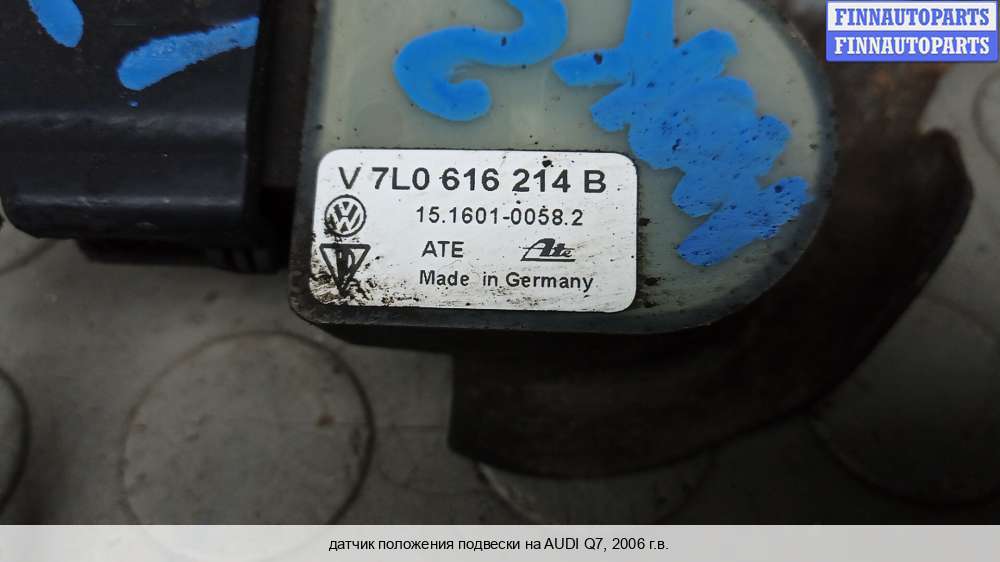 FINNAUTOPARTS
FINNAUTOPARTS
V 7L0 616 214 B
15.1601-0058.2
ATE Ate
Made in Germany
датчик положения подвески на AUDI Q7, 2006 г.в.